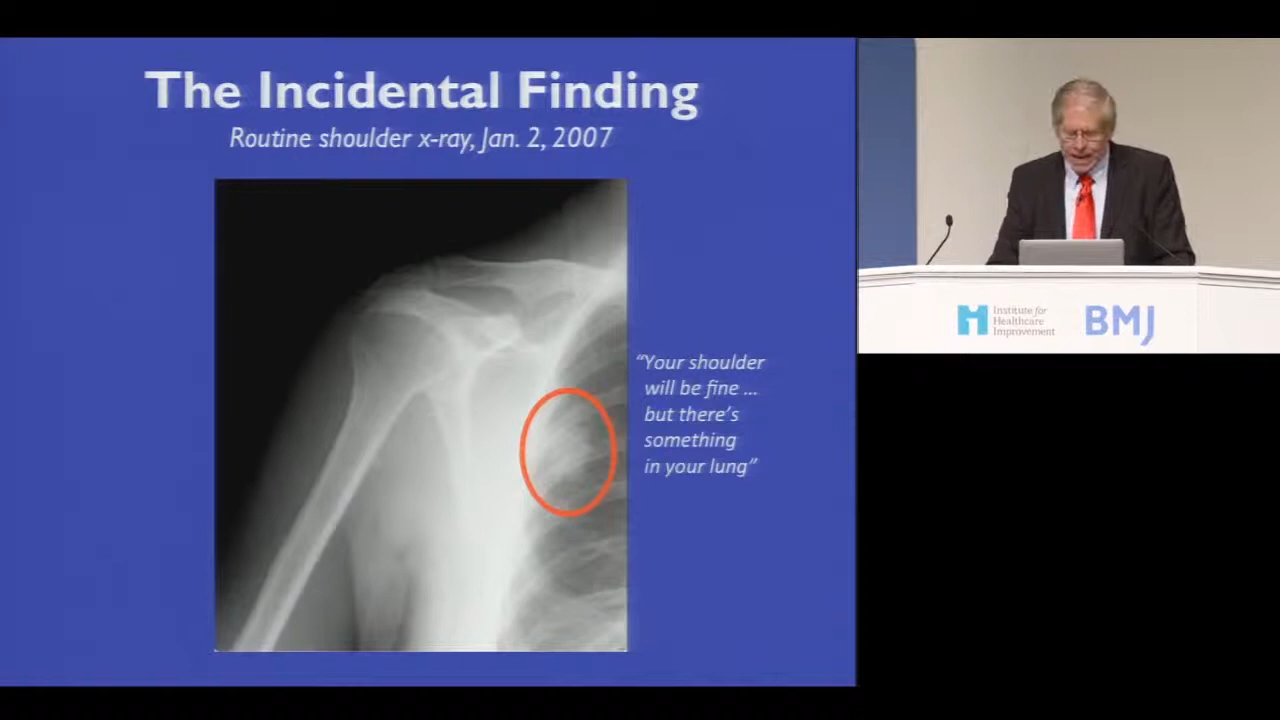 The Incidental Finding
Routine shoulder x-ray, Jan. 2, 2007
“Your shoulder
will be fine ...
but there’s
something
in your lung”
Institute for
Healthcare
Improvement
BMJ